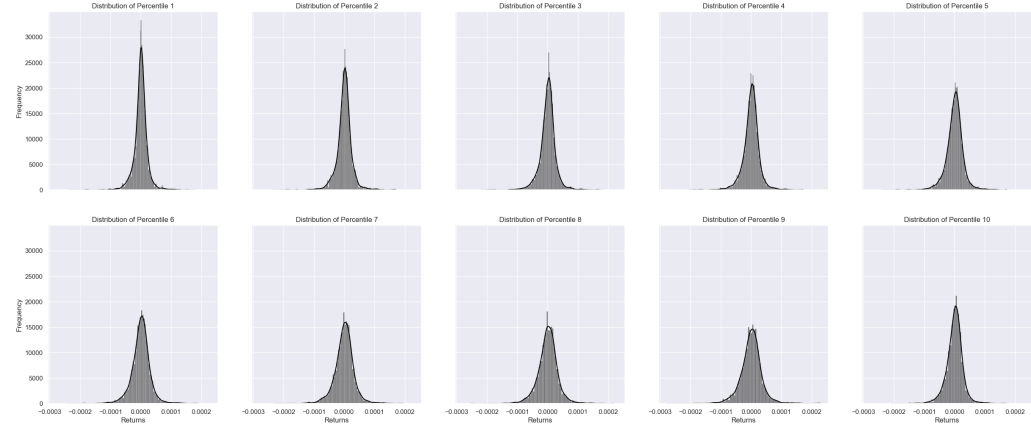 Distribution of Percentile 1
Distribution of Percentile 2
Distribution of Percentile 3
Distribution of Percentile 4
Distribution of Percentile 5
30000
25000
20000
15000
10000
5000
0
Frequency
Distribution of Percentile 6
Distribution of Percentile 7
Distribution of Percentile 8
Distribution of Percentile 9
Distribution of Percentile 10
30000
25000
20000
15000
10000
5000
0
Frequency
−0.0003 −0.0002 −0.0001 0.0000 0.0001 0.0002
−0.0003 −0.0002 −0.0001 0.0000 0.0001 0.0002
−0.0003 −0.0002 −0.0001 0.0000 0.0001 0.0002
−0.0003 −0.0002 −0.0001 0.0000 0.0001 0.0002
−0.0003 −0.0002 −0.0001 0.0000 0.0001 0.0002
Returns
Returns
Returns
Returns
Returns